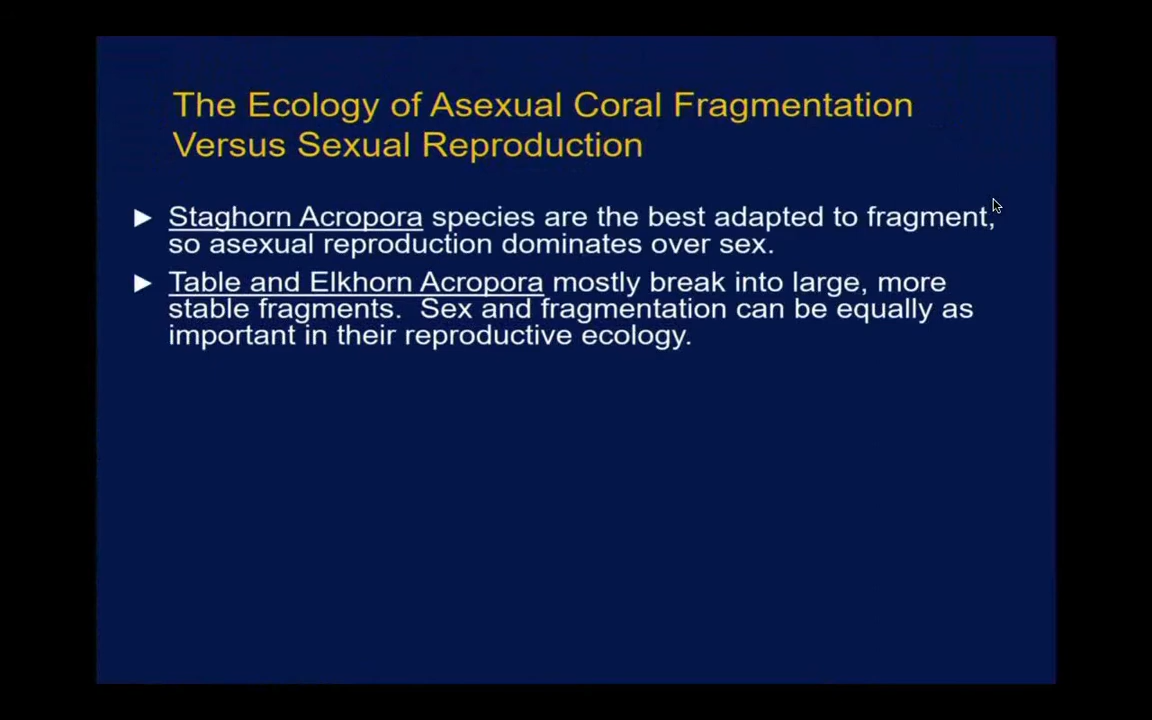 The Ecology of Asexual Coral Fragmentation
Versus Sexual Reproduction
► Staghorn Acropora species are the best adapted to fragment,
so asexual reproduction dominates over sex.
► Table and Elkhorn Acropora mostly break into large, more
stable fragments.  Sex and fragmentation can be equally as
important in their reproductive ecology.